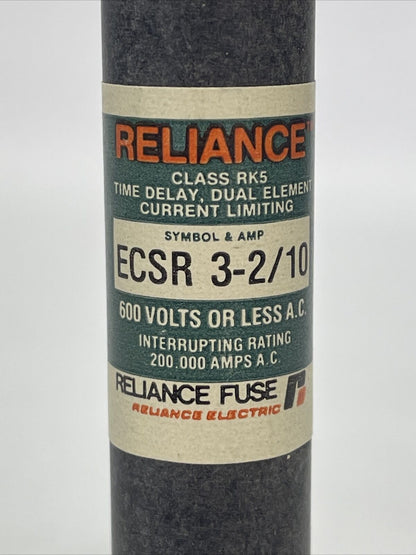 RELIANCE
CLASS RK5
TIME DELAY, DUAL ELEMENT
CURRENT LIMITING
SYMBOL & AMP
ECSR 3-2/10
600 VOLTS OR LESS A.C.
INTERRUPTING RATING
200.000 AMPS A.C.
RELIANCE FUSE
RELIANCE ELECTRIC